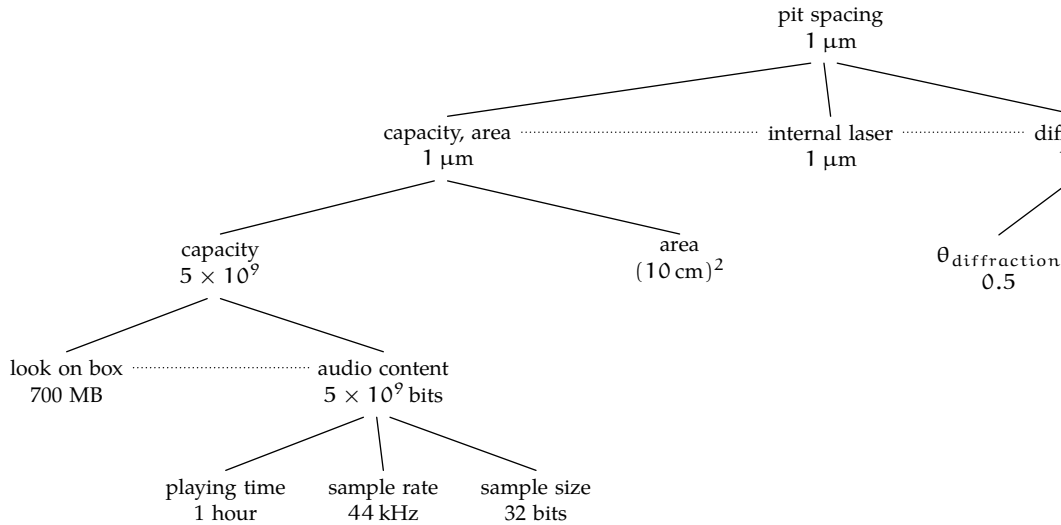 pit spacing
1 µm
capacity, area
1 µm
internal laser
1 µm
capacity
5 × 10⁹
area
(10 cm)²
θdiffraction
0.5
look on box
700 MB
audio content
5 × 10⁹ bits
playing time
1 hour
sample rate
44 kHz
sample size
32 bits